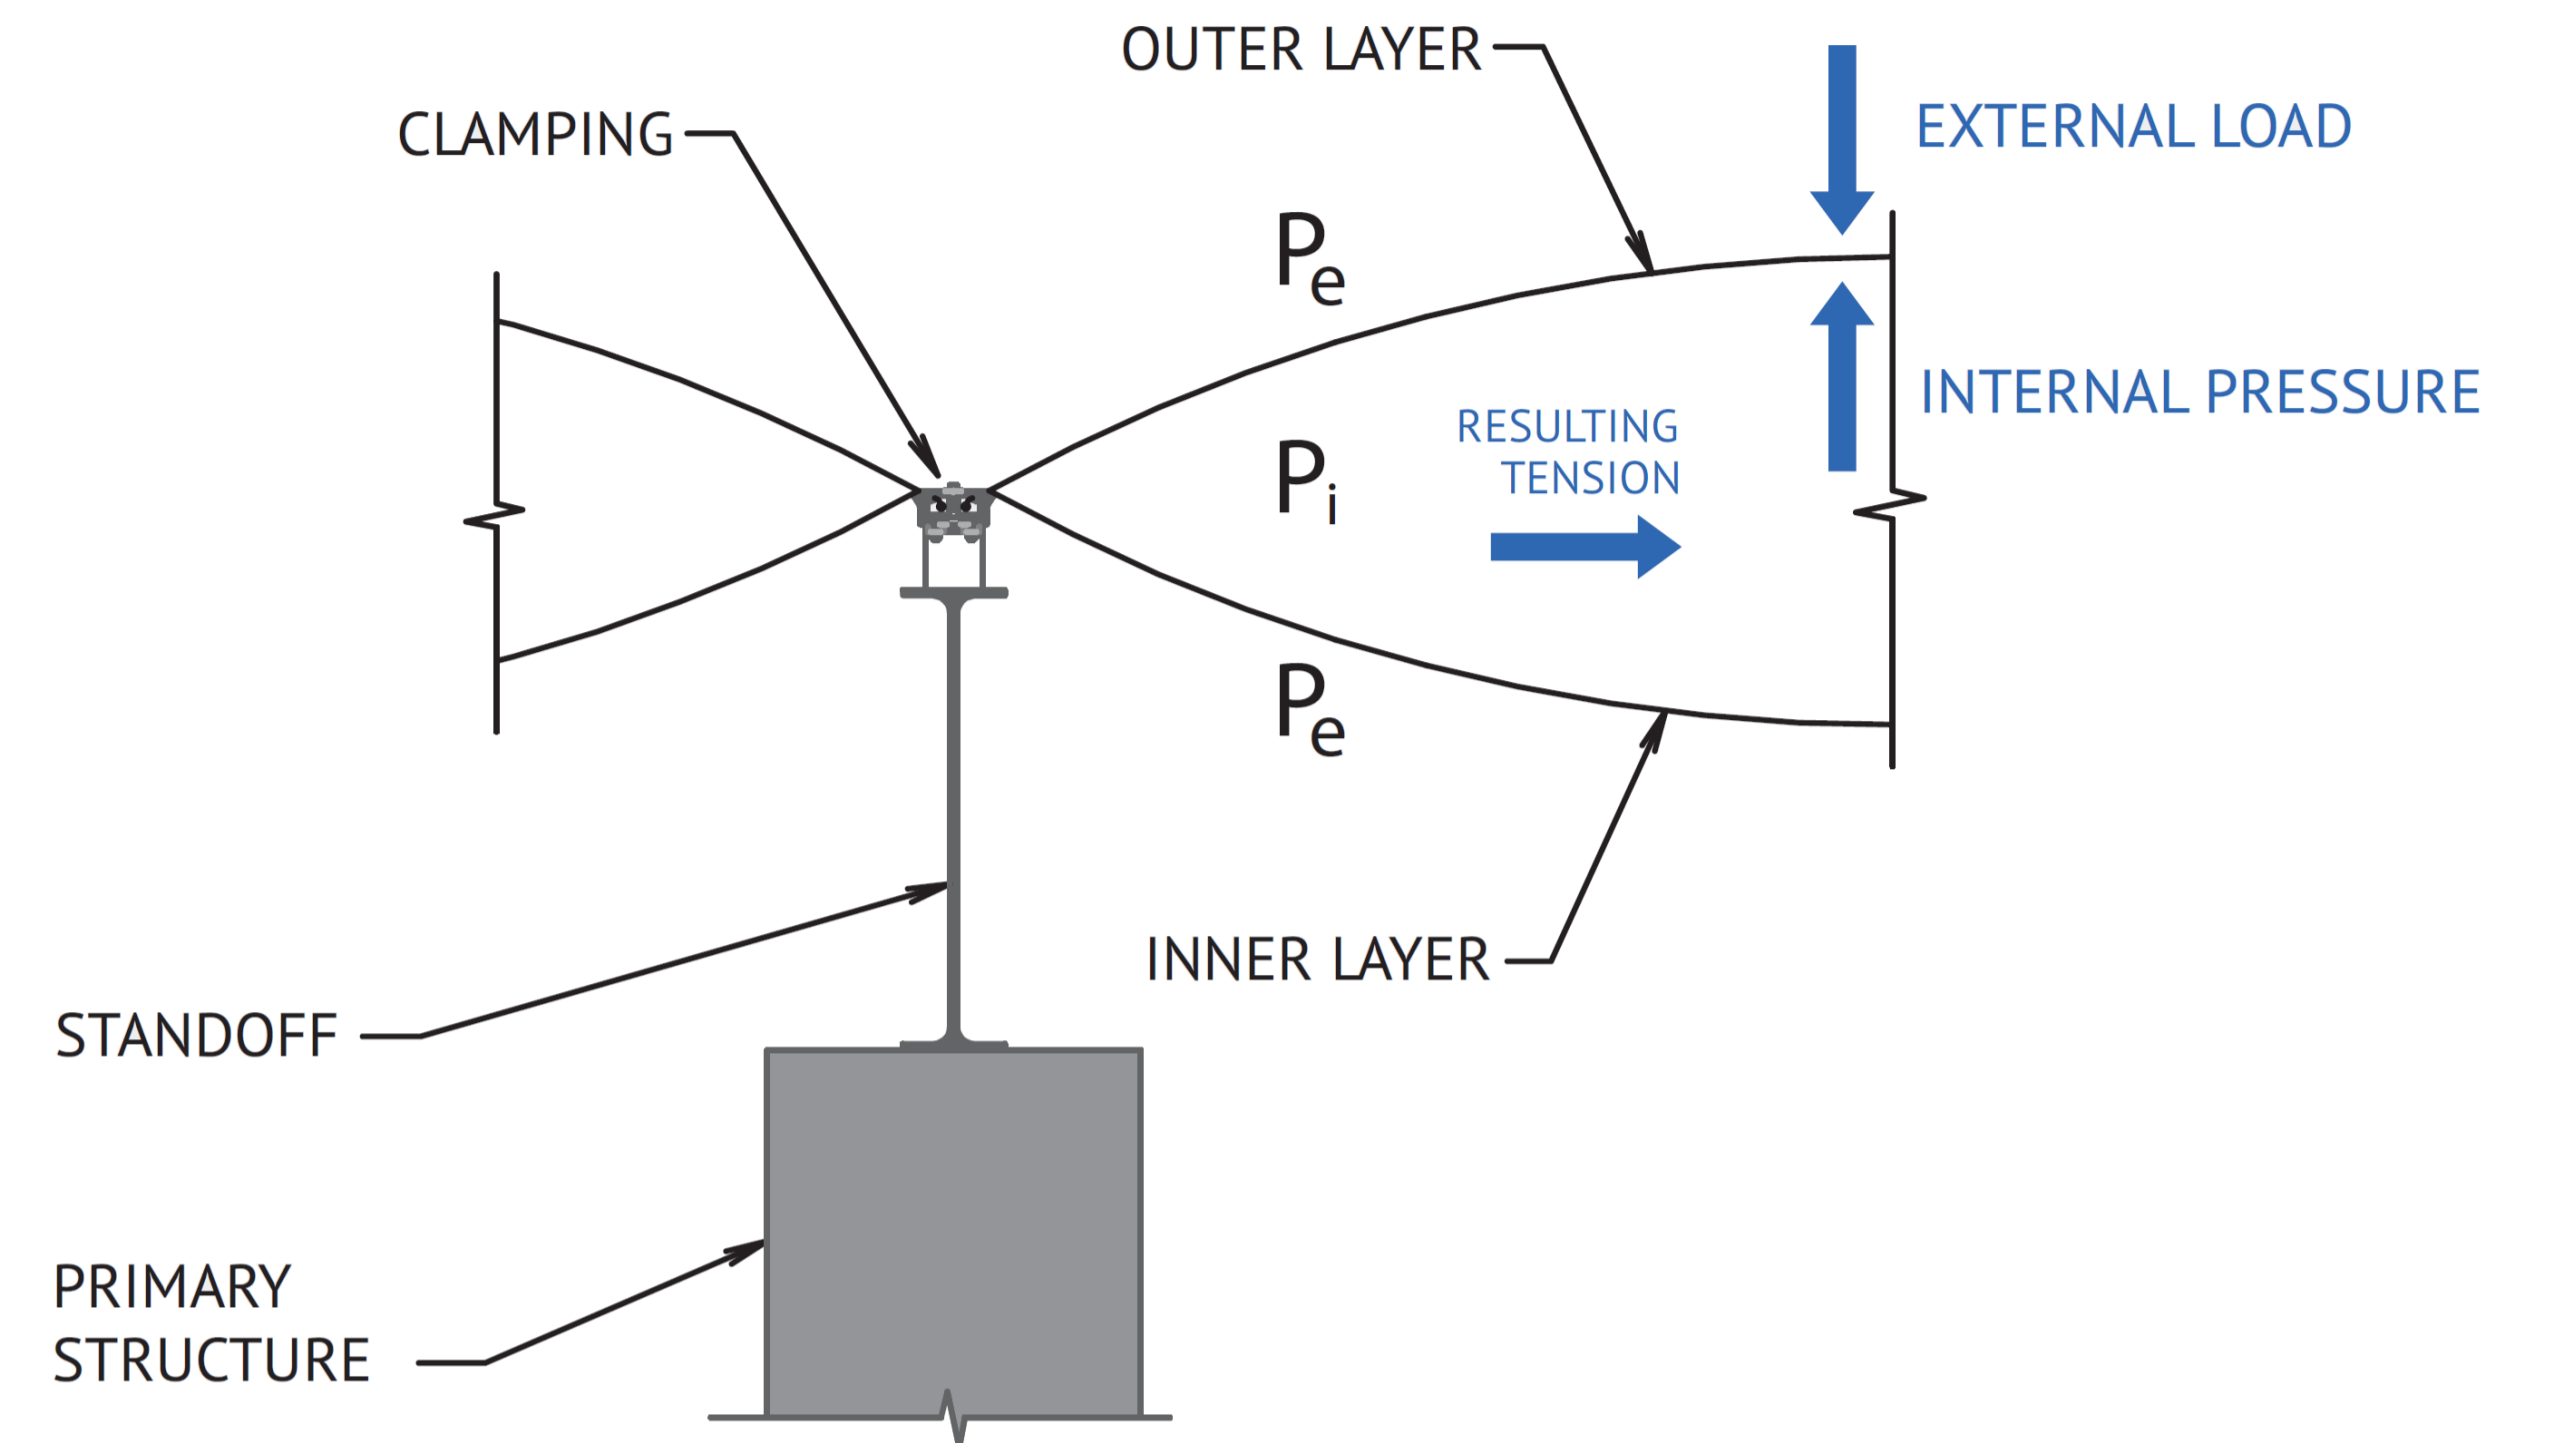 OUTER LAYER
EXTERNAL LOAD
CLAMPING
Pe
INTERNAL PRESSURE
RESULTING
TENSION
Pi
Pe
INNER LAYER
STANDOFF
PRIMARY
STRUCTURE